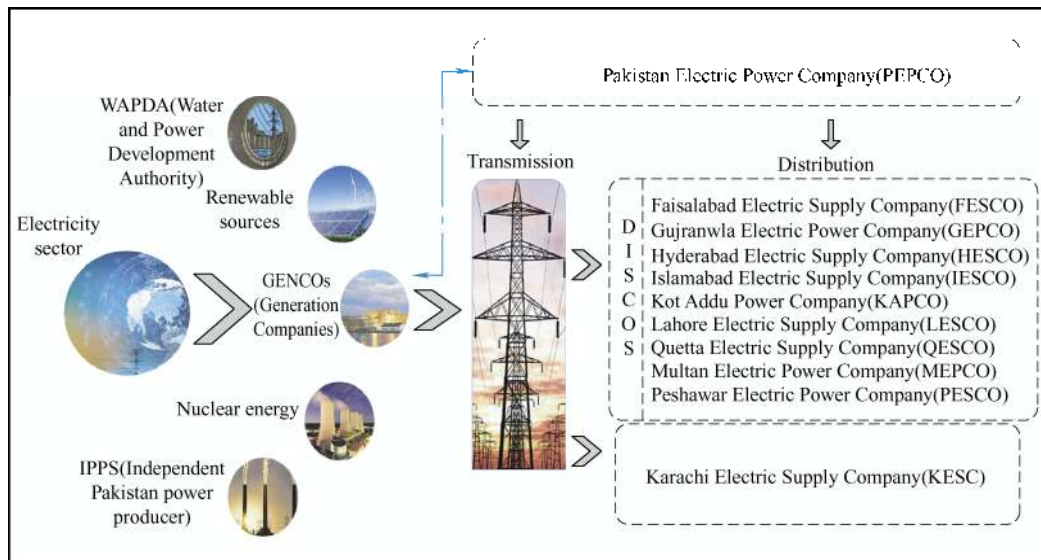 Pakistan Electric Power Company(PEPCO)
WAPDA(Water
and Power
Development
Authority)
Renewable
sources
Electricity
sector
GENCOs
(Generation
Companies)
Nuclear energy
IPPS(Independent
Pakistan power
producer)
Transmission
Distribution
D
I
S
C
O
S
Faisalabad Electric Supply Company(FESCO)
Gujranwla Electric Power Company(GEPCO)
Hyderabad Electric Supply Company(HESCO)
Islamabad Electric Supply Company(IESCO)
Kot Addu Power Company(KAPCO)
Lahore Electric Supply Company(LESCO)
Quetta Electric Supply Company(QESCO)
Multan Electric Power Company(MEPCO)
Peshawar Electric Power Company(PESCO)
Karachi Electric Supply Company(KESC)